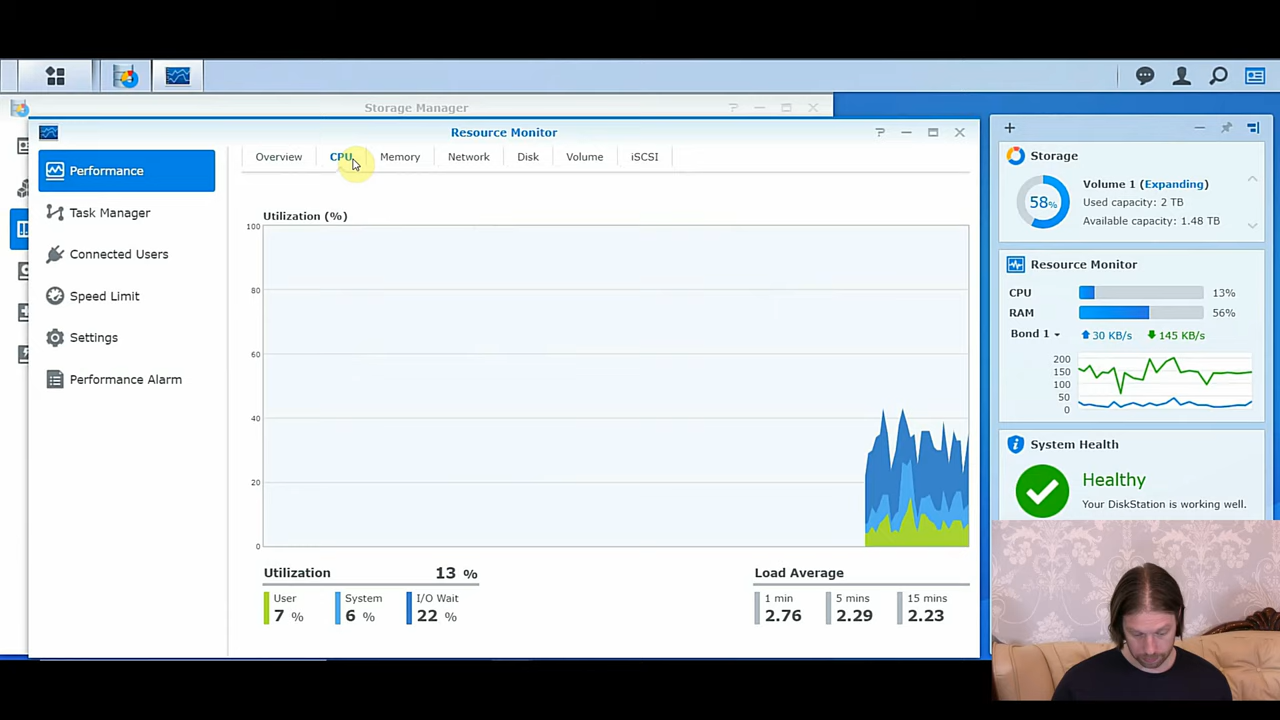 Storage Manager
?
Resource Monitor
?
Performance
Task Manager
Connected Users
Speed Limit
Settings
Performance Alarm
Overview
CPU
Memory
Network
Disk
Volume
iSCSI
Utilization (%)
100
80
60
40
20
0
Utilization 13 %
User
7 %
System
6 %
I/O Wait
22 %
Load Average
1 min
2.76
5 mins
2.29
15 mins
2.23
Storage
58%
Volume 1 (Expanding)
Used capacity: 2 TB
Available capacity: 1.48 TB
Resource Monitor
CPU 13%
RAM 56%
Bond 1 30 KB/s 145 KB/s
200
150
100
50
0
System Health
Healthy
Your DiskStation is working well.